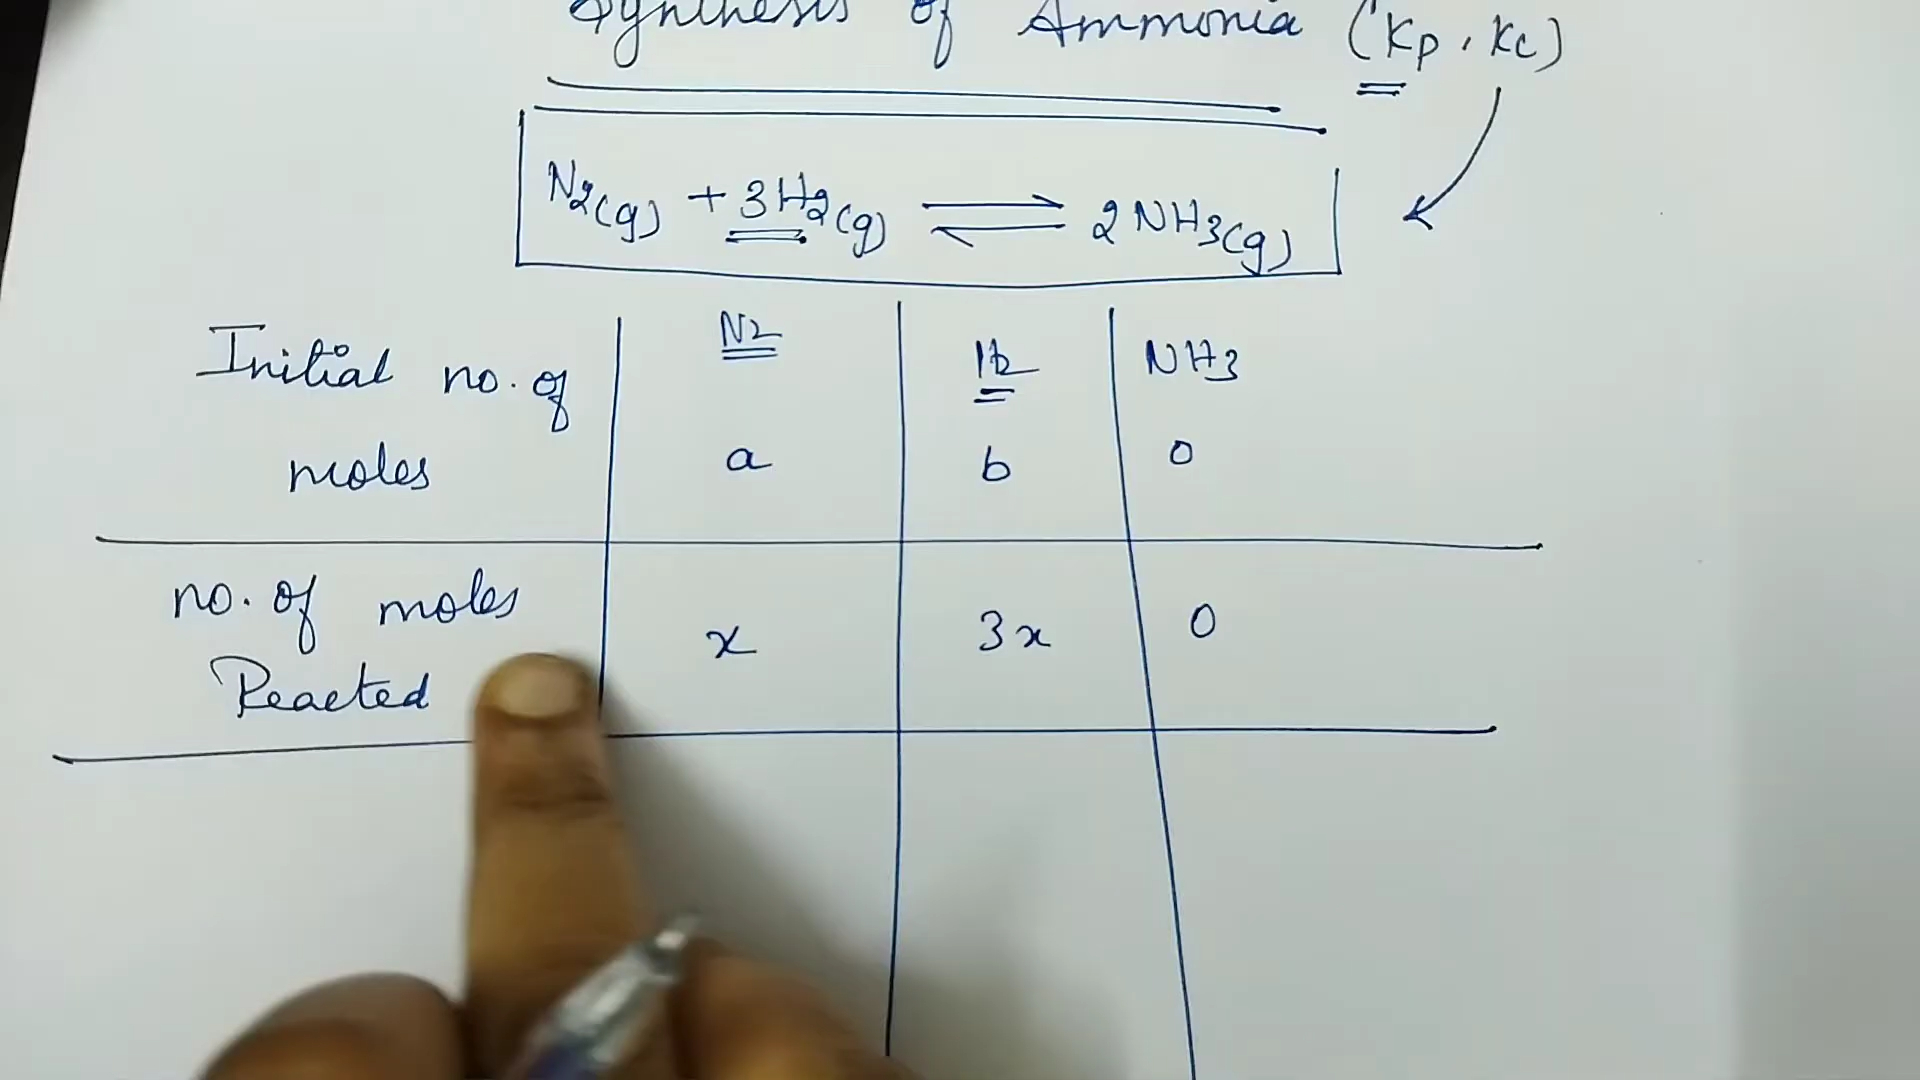 Synthesis of Ammonia (Kp, Kc)
N2(g) + 3H2(g) ⇌ 2NH3(g)
Initial no. of moles
N2 H2 NH3
a b 0
no. of moles Reacted
x 3x 0